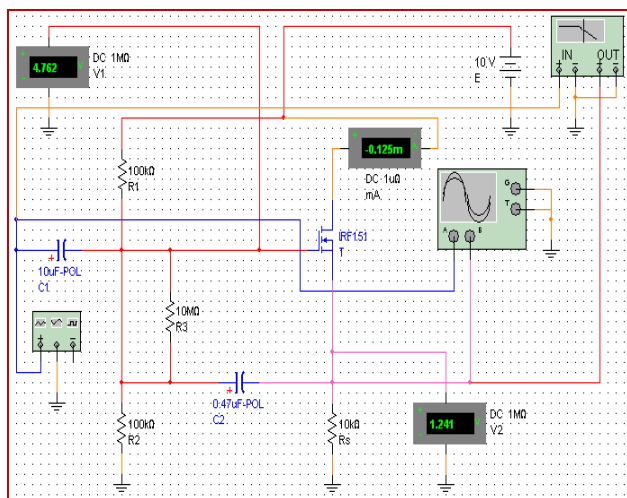 4.762
DC 1MΩ
V1
10 V
E
IN OUT
-0.125m
DC 1uΩ
mA
100kΩ
R1
G
T
A B
IRF151
T
10uF-POL
C1
10MΩ
R3
0.47uF-POL
C2
100kΩ
R2
10kΩ
Rs
1.241
DC 1MΩ
V2